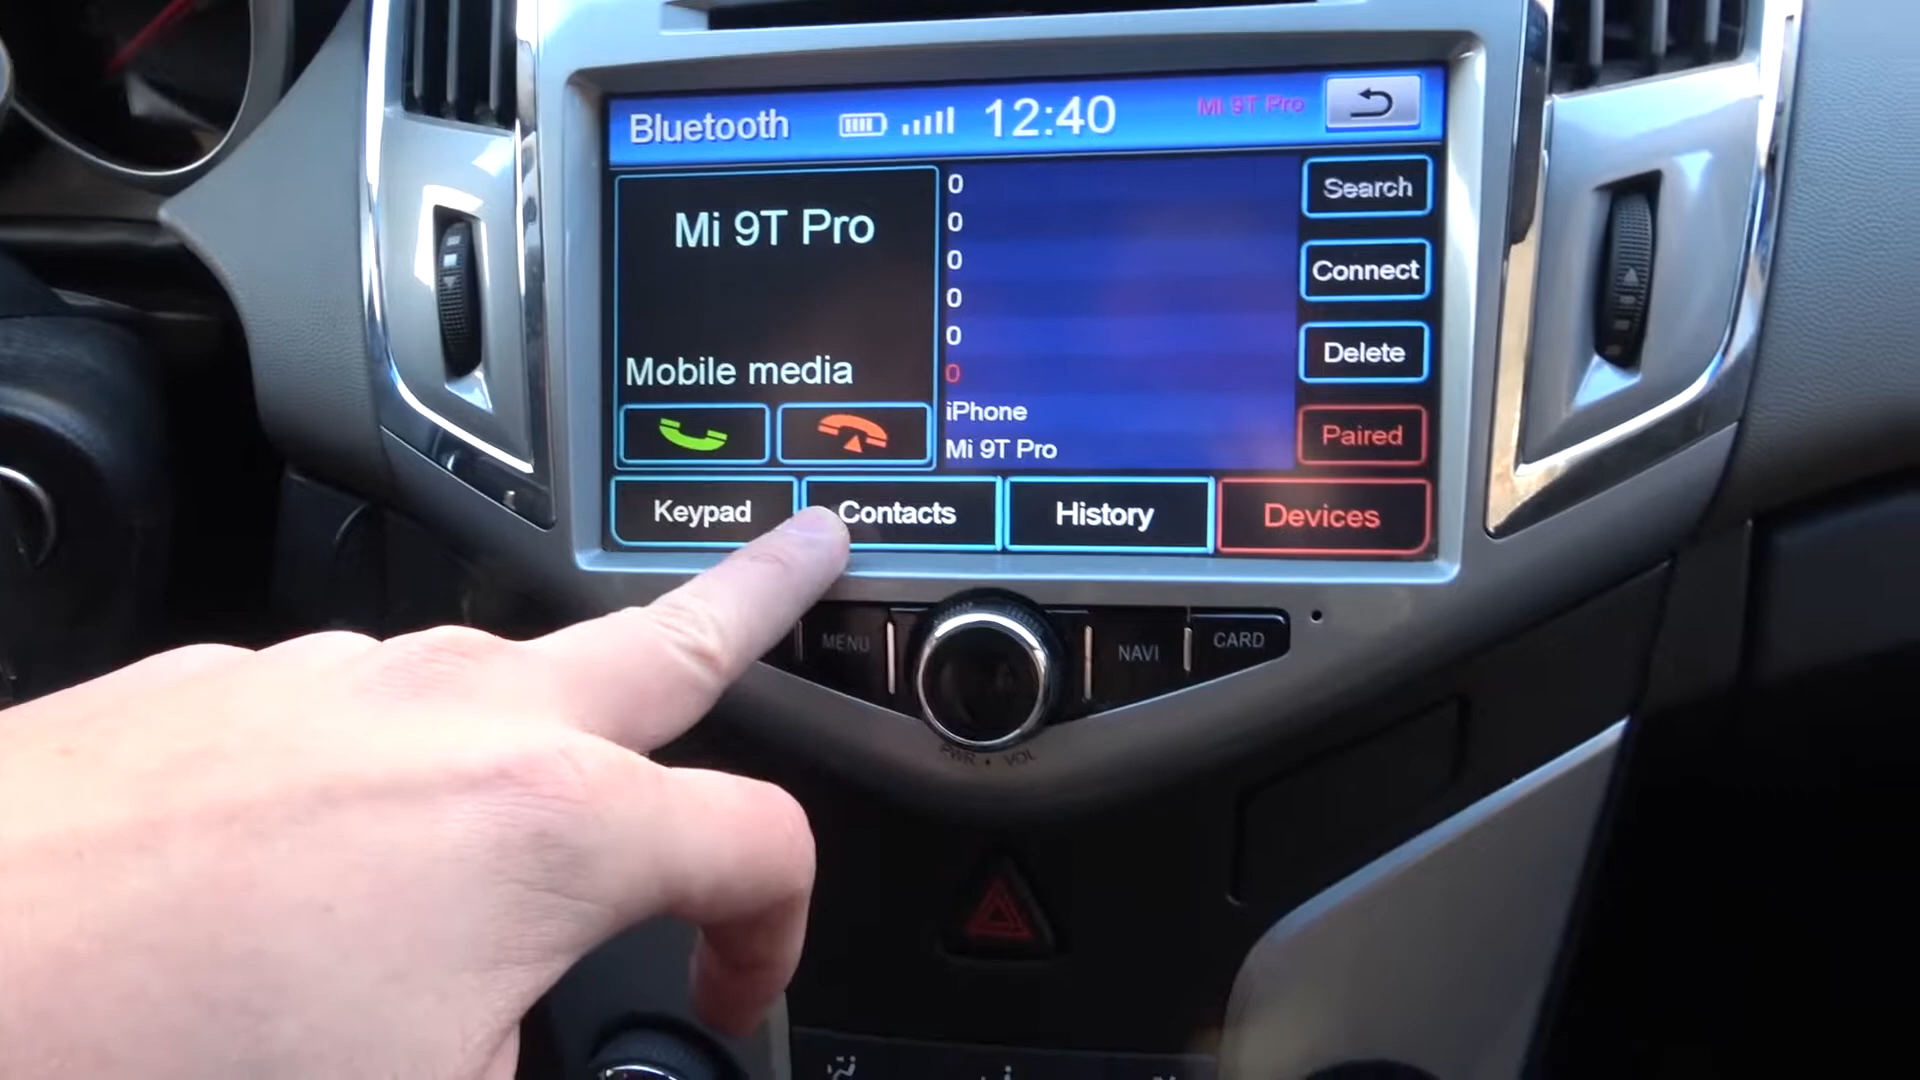 Bluetooth 12:40 Mi 9T Pro
Mi 9T Pro
Mobile media
0
0
0
0
0
0
iPhone
Mi 9T Pro
Search
Connect
Delete
Paired
Keypad Contacts History Devices
MENU NAVI CARD
PWR • VOL